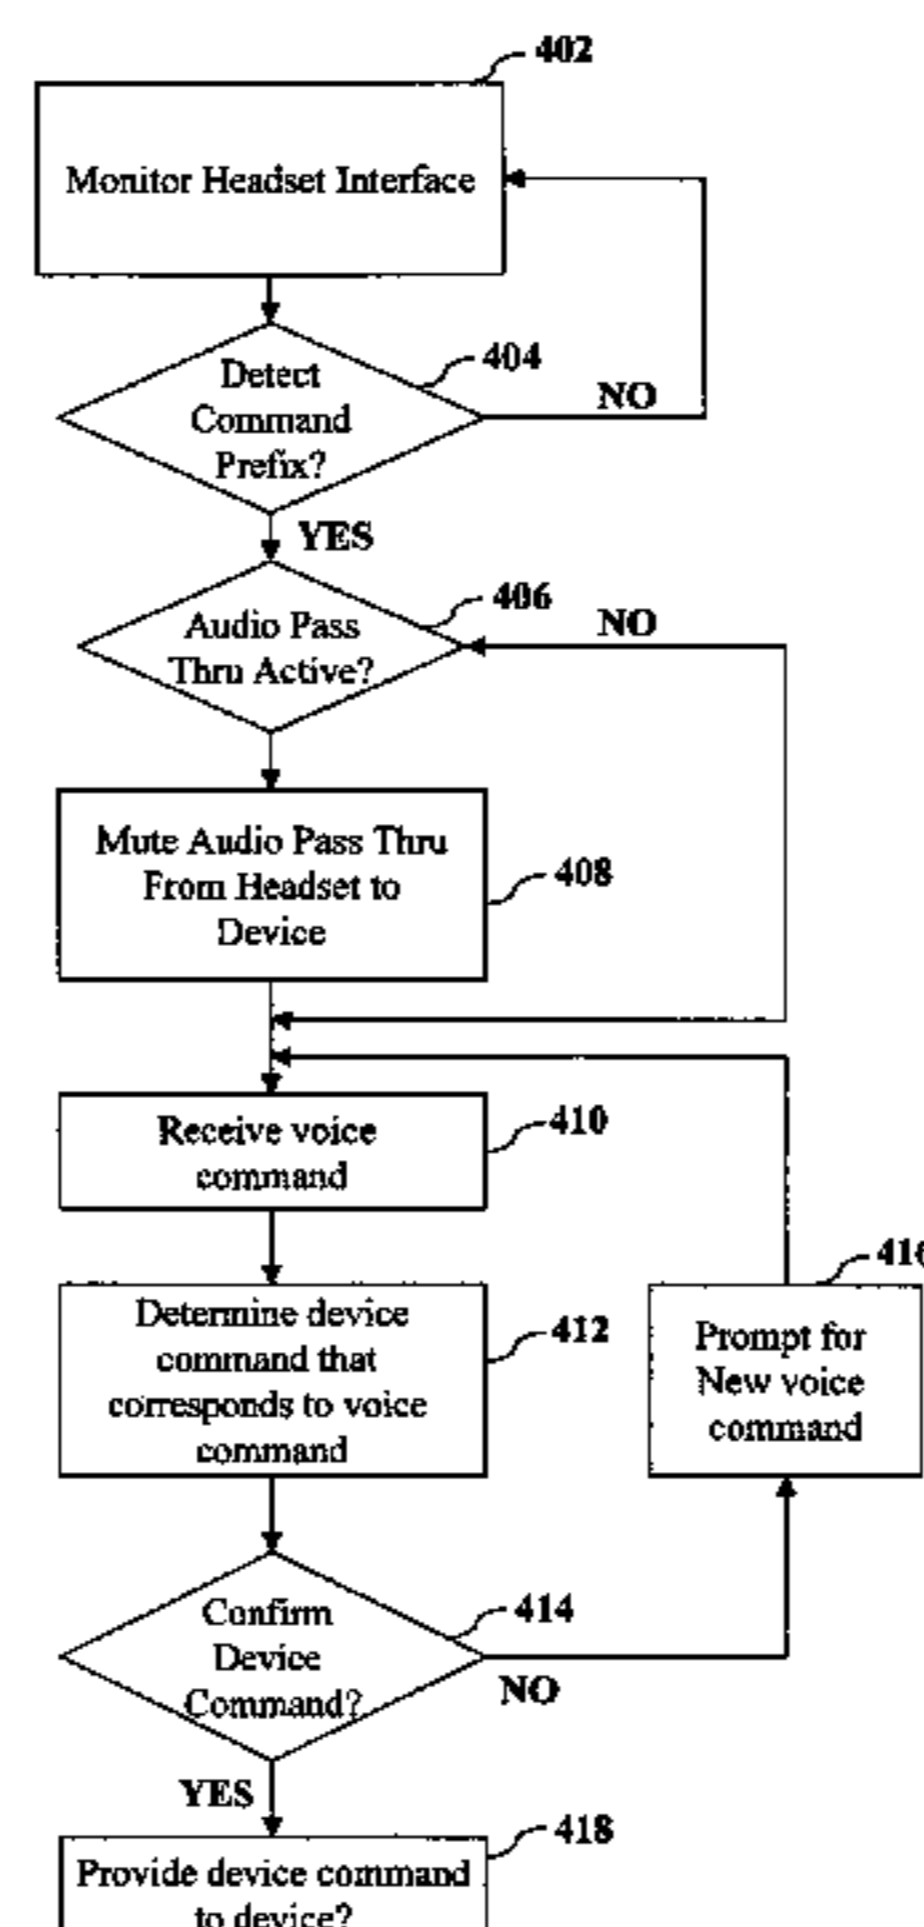 402
Monitor Headset Interface
404
Detect
Command
Prefix?
NO
YES
406
Audio Pass
Thru Active?
NO
Mute Audio Pass Thru
From Headset to
Device
408
Receive voice
command
410
Determine device
command that
corresponds to voice
command
412
Prompt for
New voice
command
Confirm
Device
Command?
414
NO
YES
418
Provide device command
to device?